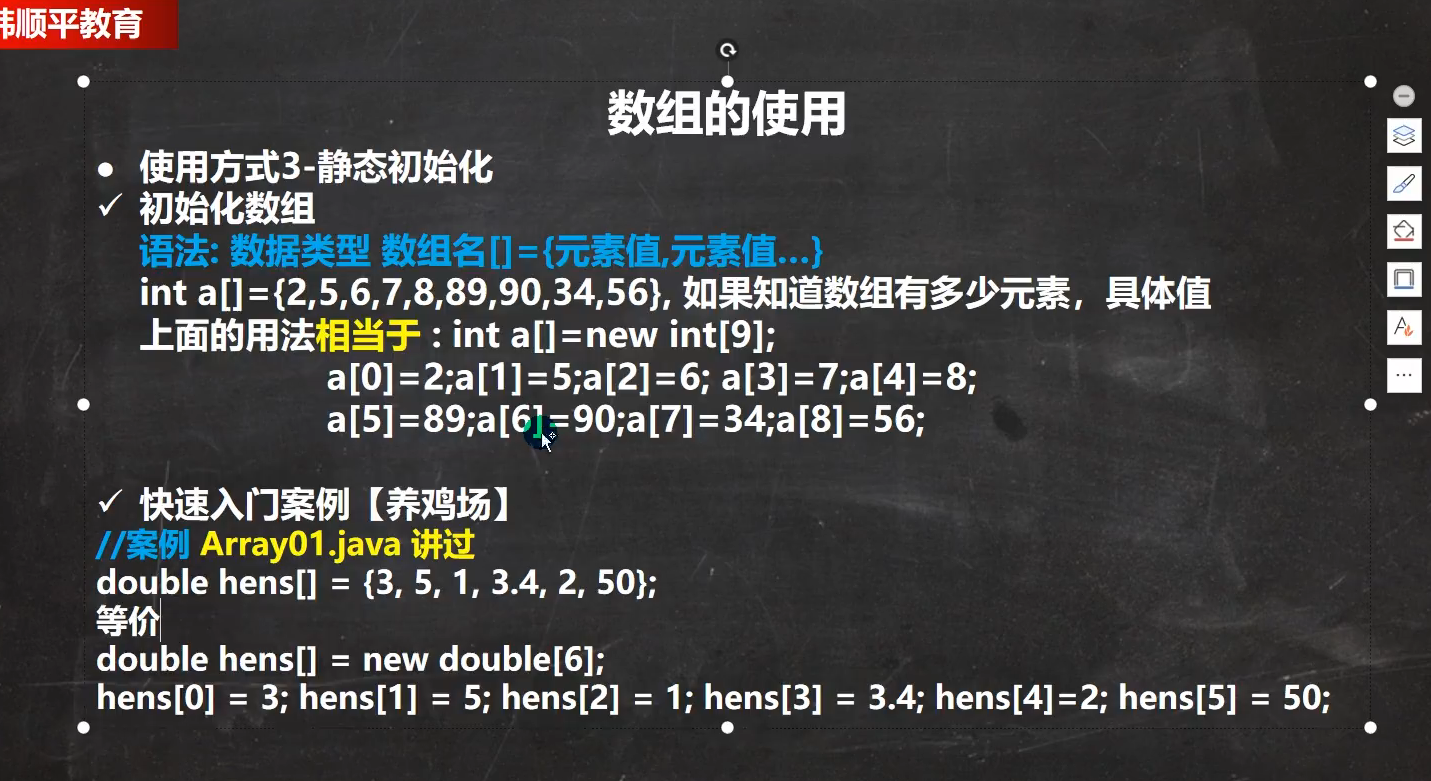 韩顺平教育
数组的使用
● 使用方式3-静态初始化
✓ 初始化数组
语法: 数据类型 数组名[]={元素值,元素值...}
int a[]={2,5,6,7,8,89,90,34,56}, 如果知道数组有多少元素，具体值
上面的用法相当于 : int a[]=new int[9];
a[0]=2;a[1]=5;a[2]=6; a[3]=7;a[4]=8;
a[5]=89;a[6]=90;a[7]=34;a[8]=56;
✓ 快速入门案例【养鸡场】
//案例 Array01.java 讲过
double hens[] = {3, 5, 1, 3.4, 2, 50};
等价
double hens[] = new double[6];
hens[0] = 3; hens[1] = 5; hens[2] = 1; hens[3] = 3.4; hens[4]=2; hens[5] = 50;